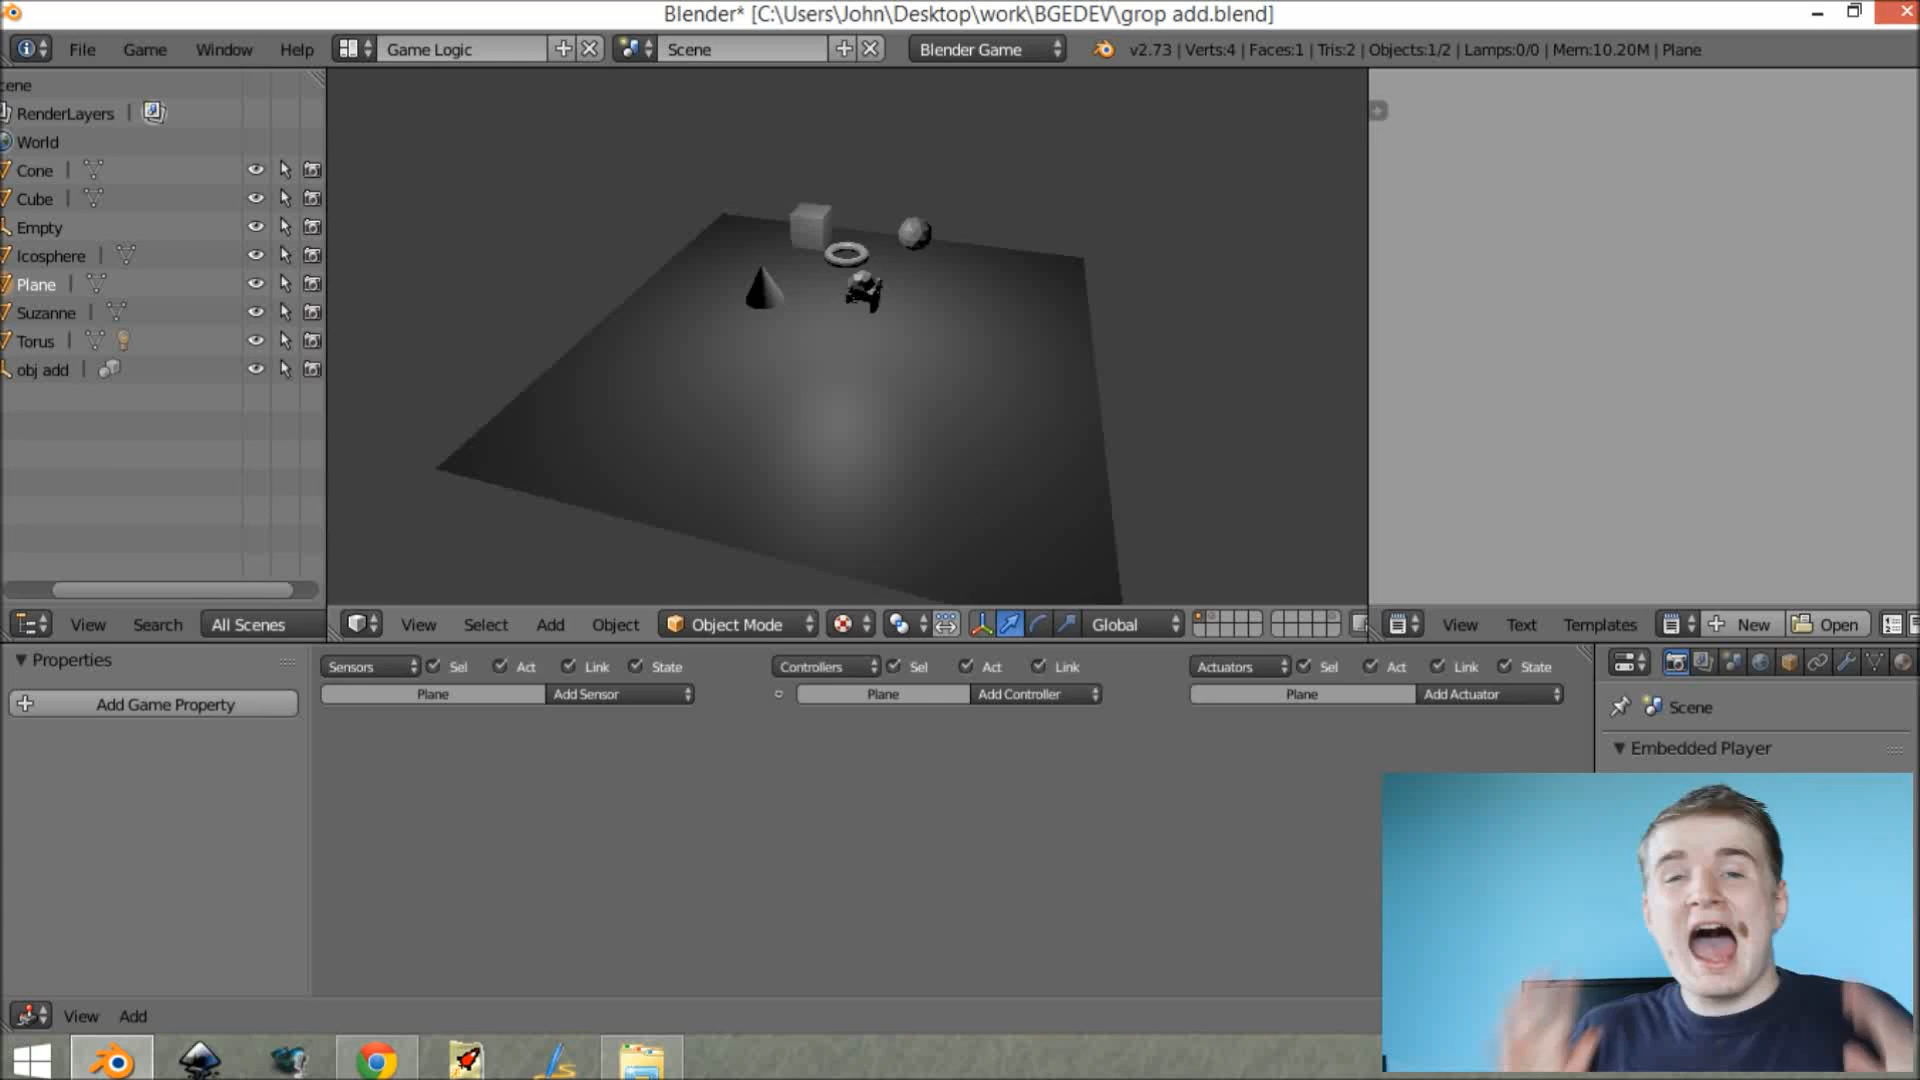 Blender* [C:\Users\John\Desktop\work\BGEDEV\grop add.blend]
File Game Window Help Game Logic Scene Blender Game v2.73 | Verts:4 | Faces:1 | Tris:2 | Objects:1/2 | Lamps:0/0 | Mem:10.20M | Plane
cene
RenderLayers
World
Cone
Cube
Empty
Icosphere
Plane
Suzanne
Torus
obj add
View Search All Scenes
View Select Add Object Object Mode Global
View Text Templates New Open
Properties
Add Game Property
Sensors Sel Act Link State
Plane Add Sensor
Controllers Sel Act Link
Plane Add Controller
Actuators Sel Act Link State
Plane Add Actuator
Scene
Embedded Player
View Add